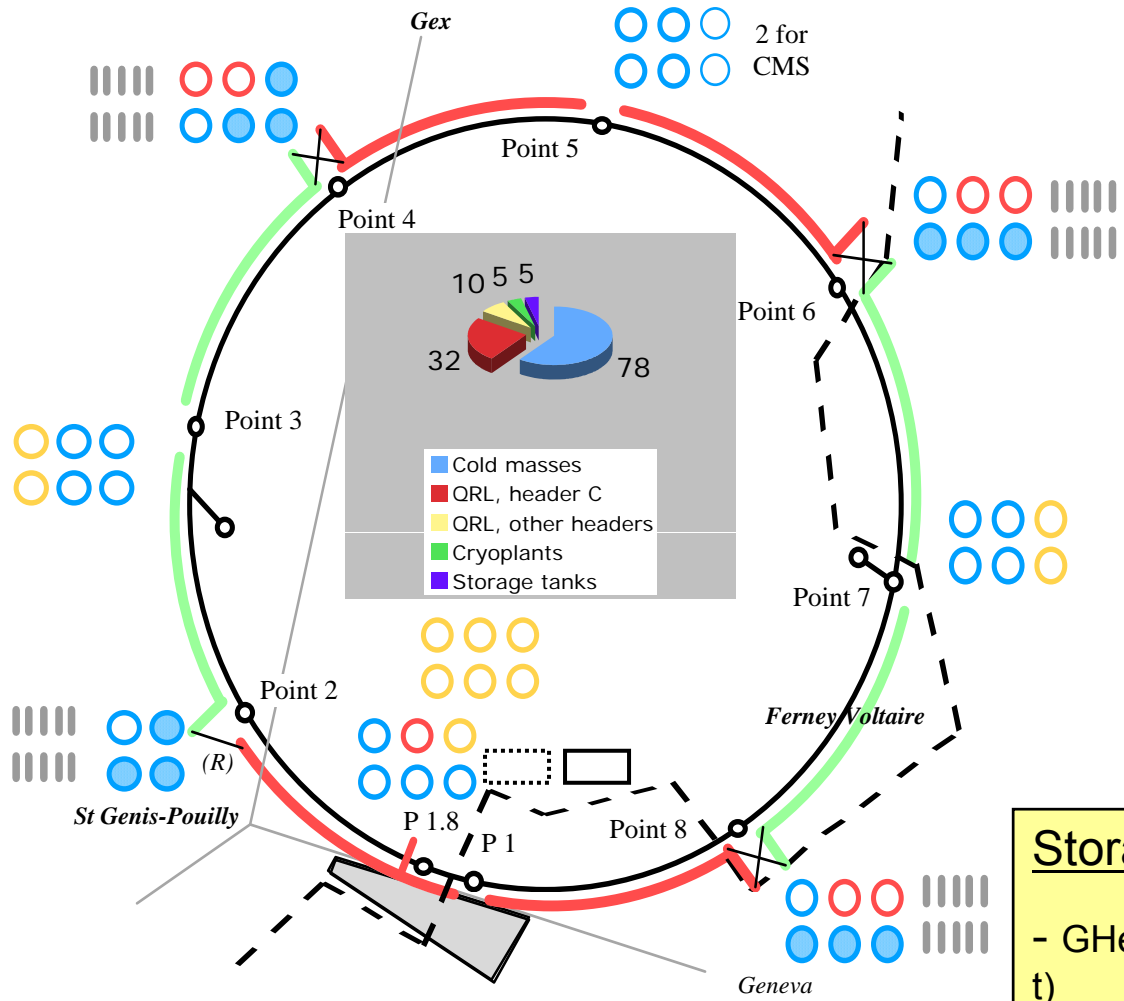 Gex
2 for
CMS
Point 5
Point 4
Point 6
10 5 5
32
78
Point 3
Cold masses
QRL, header C
QRL, other headers
Cryoplants
Storage tanks
Point 7
Point 2
Ferney Voltaire
(R)
St Genis-Pouilly
P 1.8
P 1
Point 8
- GHe
t)
Geneva